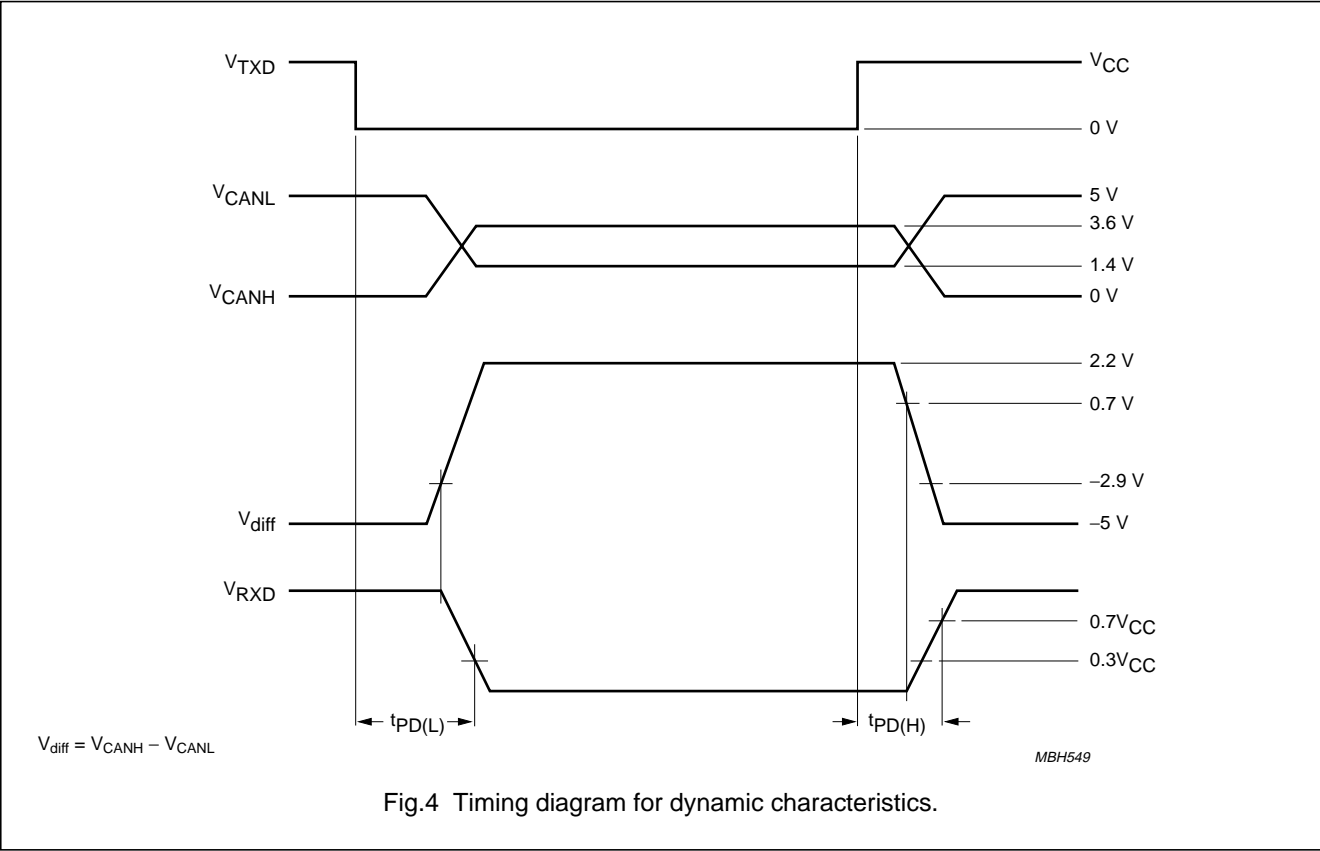 VTXD
VCC
0 V
VCANL
5 V
3.6 V
1.4 V
VCANH
0 V
2.2 V
0.7 V
−2.9 V
Vdiff
−5 V
VRXD
0.7VCC
0.3VCC
tPD(L)
tPD(H)
Vdiff = VCANH − VCANL
MBH549
Fig.4 Timing diagram for dynamic characteristics.